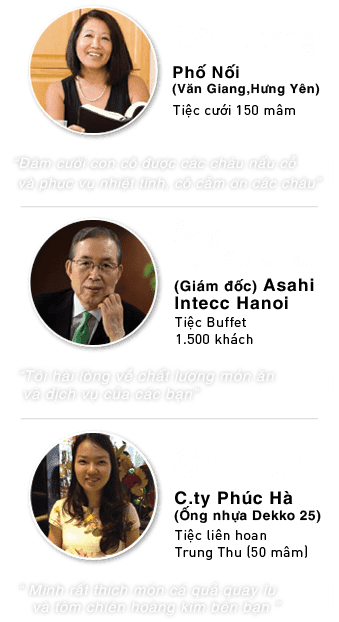 Phố Nối
(Văn Giang,Hưng Yên)
Tiệc cưới 150 mâm
"Đám cưới con cô được các cháu nấu cỗ
và phục vụ nhiệt tình, cô cảm ơn các cháu"
(Giám đốc) Asahi
Intecc Hanoi
Tiệc Buffet
1.500 khách
"Tôi hài lòng về chất lượng món ăn
và dịch vụ của các bạn"
C.ty Phúc Hà
(Ống nhựa Dekko 25)
Tiệc liên hoan
Trung Thu (50 mâm)
" Mình rất thích món cá quả quay lu
và tôm chiên hoàng kim bên bạn "